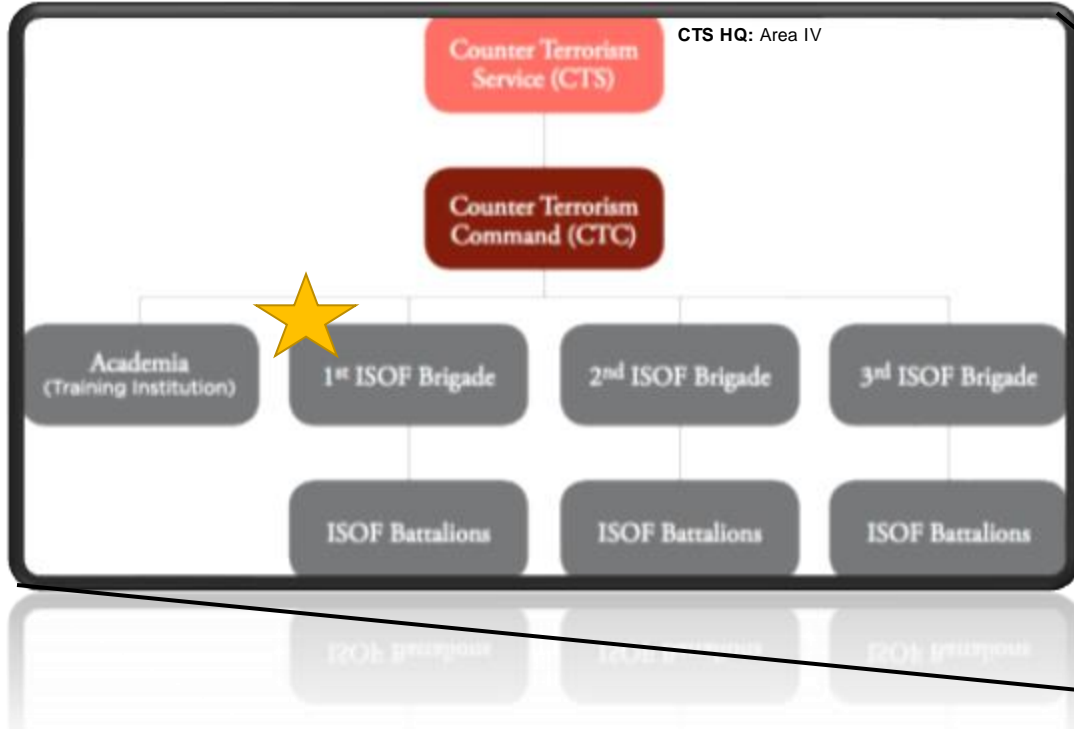 Counter Terrorism
Service (CTS)
CTS HQ: Area IV
Counter Terrorism
Command (CTC)
Academia
(Training Institution)
1st ISOF Brigade
2nd ISOF Brigade
3rd ISOF Brigade
ISOF Battalions
ISOF Battalions
ISOF Battalions